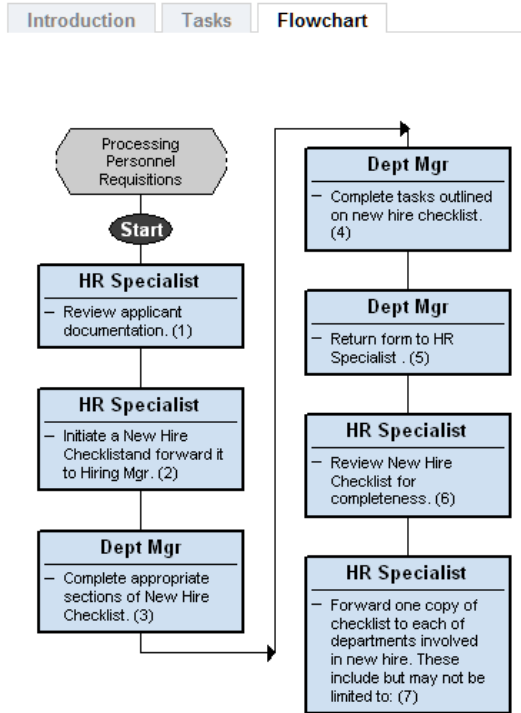 Introduction Tasks Flowchart
Processing
Personnel
Requisitions
Start
HR Specialist
– Review applicant
documentation. (1)
HR Specialist
– Initiate a New Hire
Checklistand forward it
to Hiring Mgr. (2)
Dept Mgr
– Complete appropriate
sections of New Hire
Checklist. (3)
Dept Mgr
– Complete tasks outlined
on new hire checklist.
(4)
Dept Mgr
– Return form to HR
Specialist . (5)
HR Specialist
– Review New Hire
Checklist for
completeness. (6)
HR Specialist
– Forward one copy of
checklist to each of
departments involved
in new hire. These
include but may not be
limited to: (7)